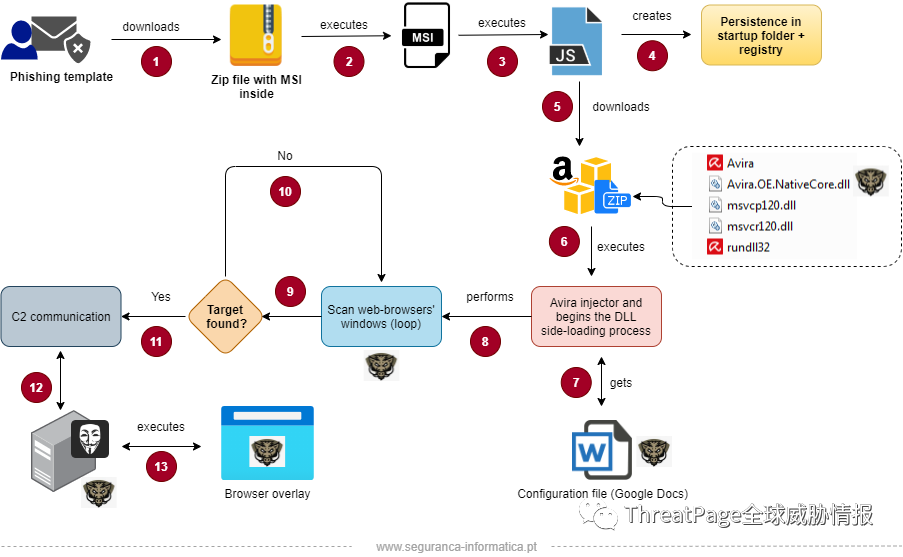 downloads
1
executes
2
MSI
executes
3
JS
creates
4
Persistence in
startup folder +
registry
Phishing template
Zip file with MSI
inside
5
downloads
a
ZIP
Avira
Avira.OE.NativeCore.dll
msvcp120.dll
msvcr120.dll
rundll32
No
10
6
executes
C2 communication
Yes
11
Target
found?
9
Scan web-browsers'
windows (loop)
performs
8
Avira injector and
begins the DLL
side-loading process
7
gets
12
executes
13
W
Browser overlay
Configuration file (Google Docs)
ThreatPage全球威胁情报
www.seguranca-informatica.pt